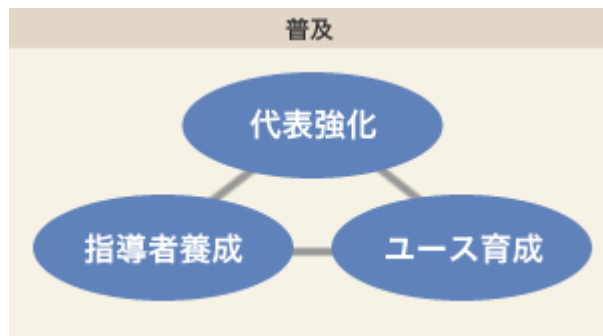 普及
代表強化
指導者養成
ユース育成